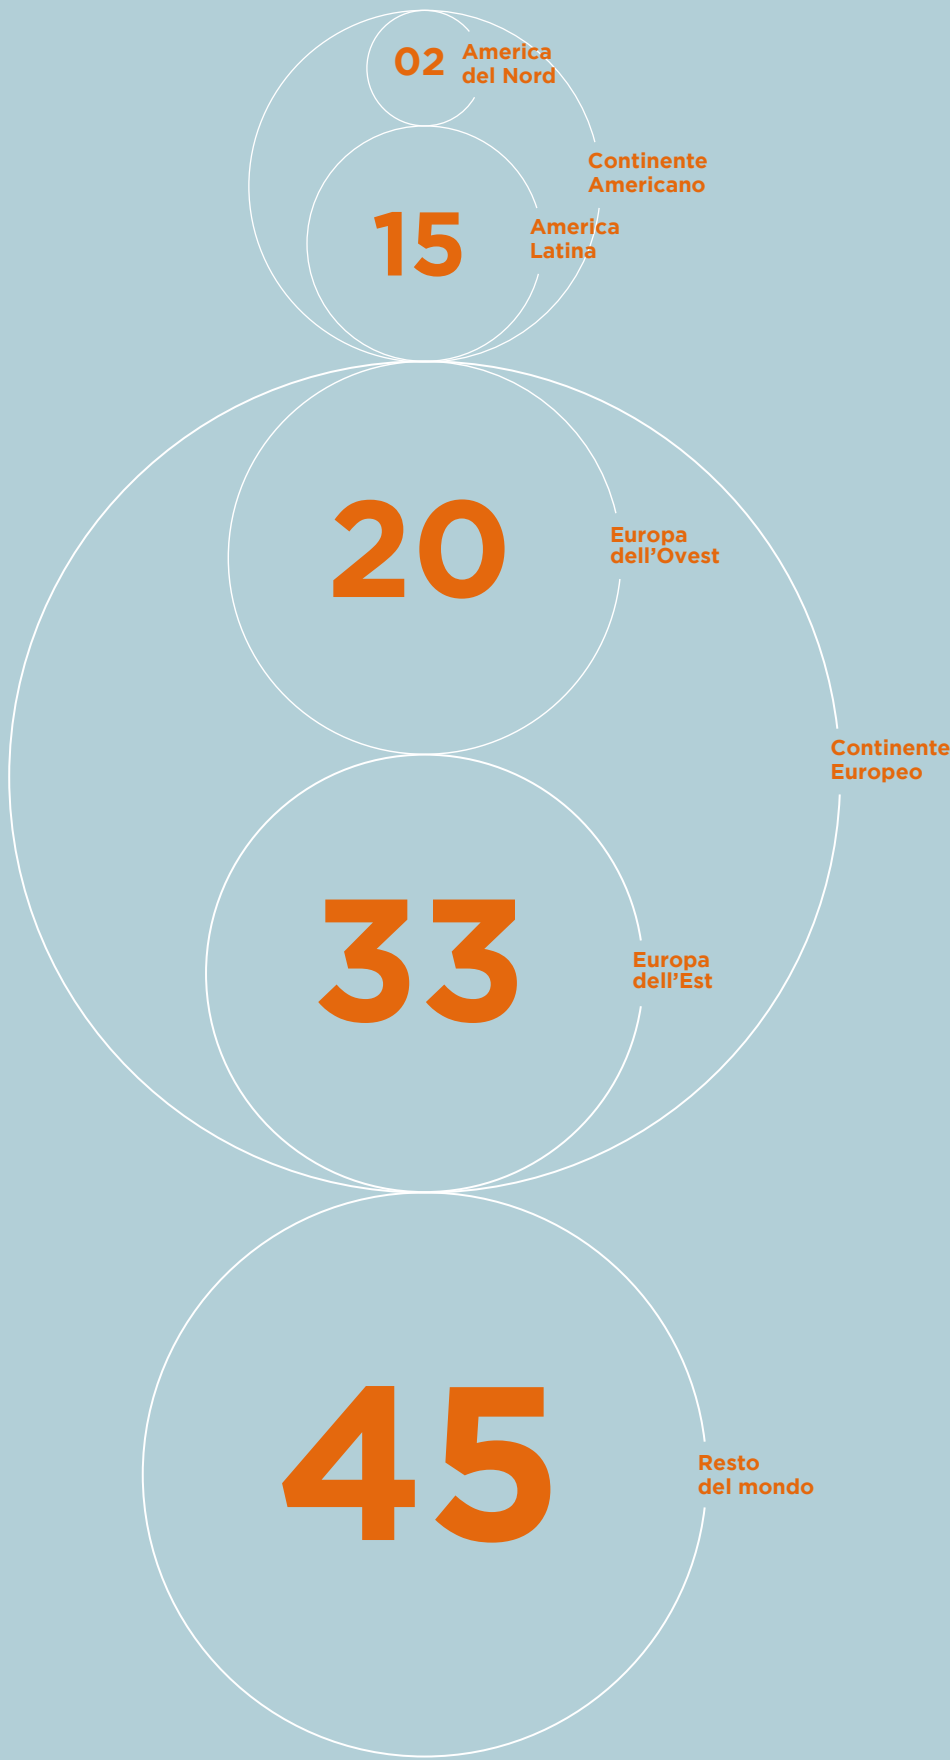 02
America
del Nord
Continente
Americano
15
America
Latina
20
Europa
dell’Ovest
Continente
Europeo
33
Europa
dell’Est
45
Resto
del mondo